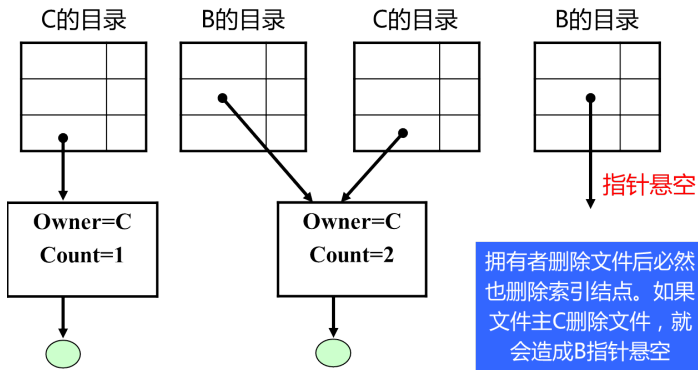 C的目录
B的目录
C的目录
B的目录
指针悬空
Owner=C
Count=1
Owner=C
Count=2
拥有者删除文件后必然
也删除索引结点。如果
文件主C删除文件，就
会造成B指针悬空